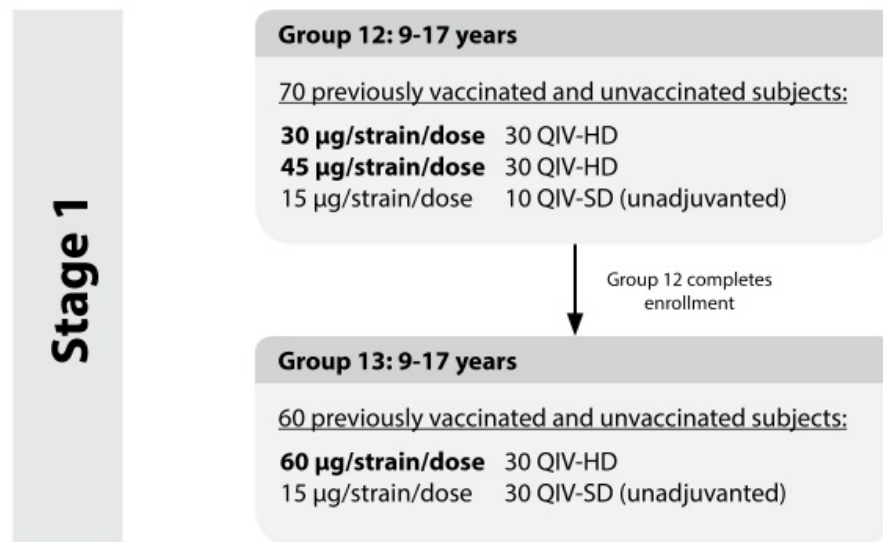 Stage 1
Group 12: 9-17 years
70 previously vaccinated and unvaccinated subjects:
30 µg/strain/dose 30 QIV-HD
45 µg/strain/dose 30 QIV-HD
15 µg/strain/dose 10 QIV-SD (unadjuvanted)
Group 12 completes
enrollment
Group 13: 9-17 years
60 previously vaccinated and unvaccinated subjects:
60 µg/strain/dose 30 QIV-HD
15 µg/strain/dose 30 QIV-SD (unadjuvanted)